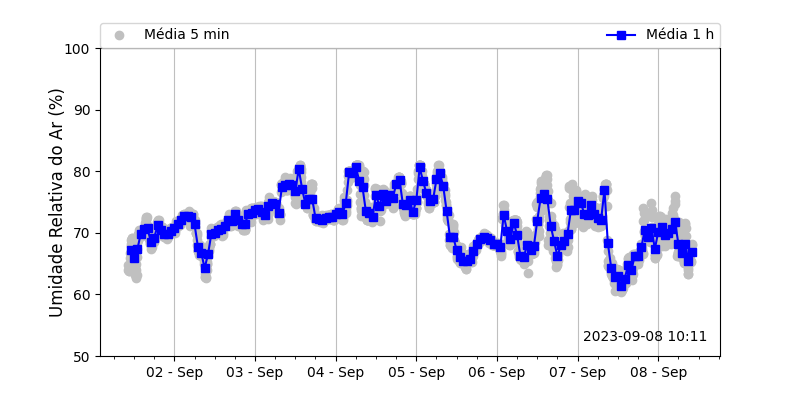 Média 5 min Média 1 h
Umidade Relativa do Ar (%)
100
90
80
70
60
50
2023-09-08 10:11
02 - Sep 03 - Sep 04 - Sep 05 - Sep 06 - Sep 07 - Sep 08 - Sep